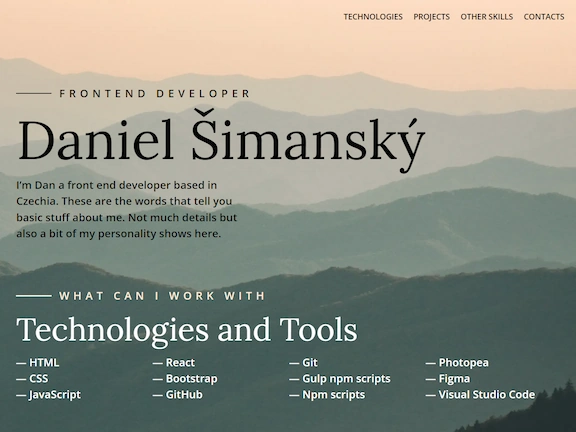 TECHNOLOGIES PROJECTS OTHER SKILLS CONTACTS
FRONTEND DEVELOPER
Daniel Šimanský
I'm Dan a front end developer based in
Czechia. These are the words that tell you
basic stuff about me. Not much details but
also a bit of my personality shows here.
WHAT CAN I WORK WITH
Technologies and Tools
— HTML — React — Git — Photopea
— CSS — Bootstrap — Gulp npm scripts — Figma
— JavaScript — GitHub — Npm scripts — Visual Studio Code